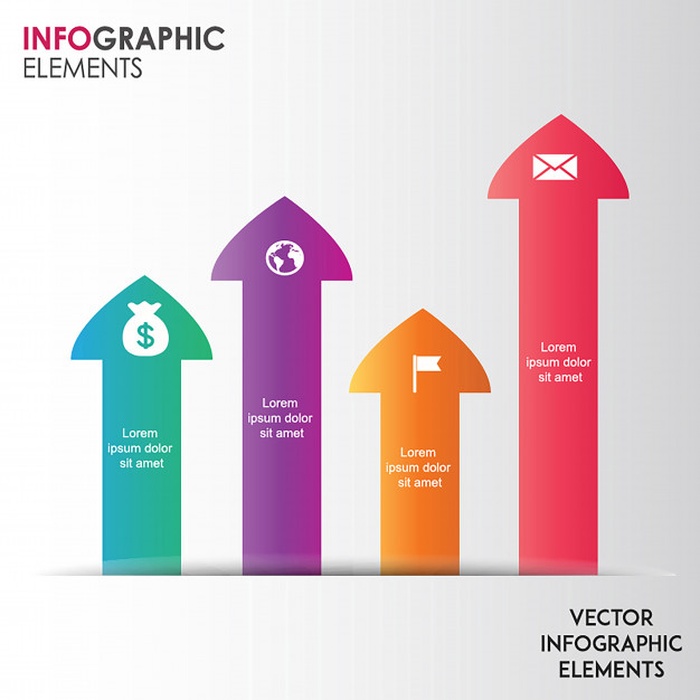 INFOGRAPHIC
ELEMENTS
$
Lorem
ipsum dolor
sit amet
Lorem
ipsum dolor
sit amet
Lorem
ipsum dolor
sit amet
Lorem
ipsum dolor
sit amet
VECTOR
INFOGRAPHIC
ELEMENTS